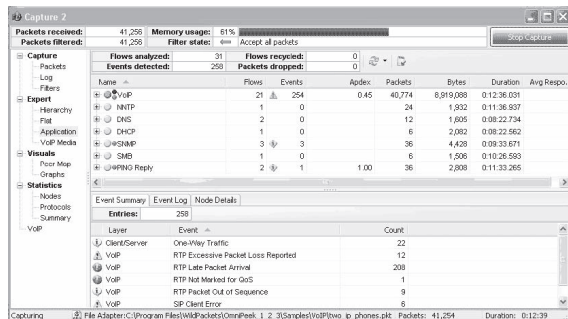 Capture 2
Packets received: 41,256 Memory usage: 61%
Packets filtered: 41,256 Filter state: Accept all packets
Stop Capture
Capture
Packets
Log
Filters
Expert
Hierarchy
Flat
Application
VoIP Media
Visuals
Peer Map
Graphs
Statistics
Nodes
Protocols
Summary
VoIP
Flows analyzed: 31 Flows recycled: 0
Events detected: 258 Packets dropped: 0
Name Flows Events Apdex Packets Bytes Duration Avg Respo.
VoIP 21 254 0.45 40,774 8,919,088 0:12:36.031
NNTP 1 0 24 1,932 0:11:36.937
DNS 2 0 12 1,605 0:08:22.734
DHCP 1 0 6 2,082 0:08:22.562
SNMP 3 3 36 4,428 0:09:33.671
SMB 1 0 6 1,506 0:10:26.593
PING Reply 2 1 1.00 36 2,808 0:11:33.265
Event Summary Event Log Node Details
Entries: 258
Layer Event Count
Client/Server One-Way Traffic 22
VoIP RTP Excessive Packet Loss Reported 12
VoIP RTP Late Packet Arrival 208
VoIP RTP Not Marked for QoS 1
VoIP RTP Packet Out of Sequence 9
VoIP SIP Client Error 6
Capturing File Adapter:C:\Program Files\WildPackets\OmniPeek_1_2_3\Samples\VoIP\two_ip_phones.pkt Packets: 41,254 Duration: 0:12:39